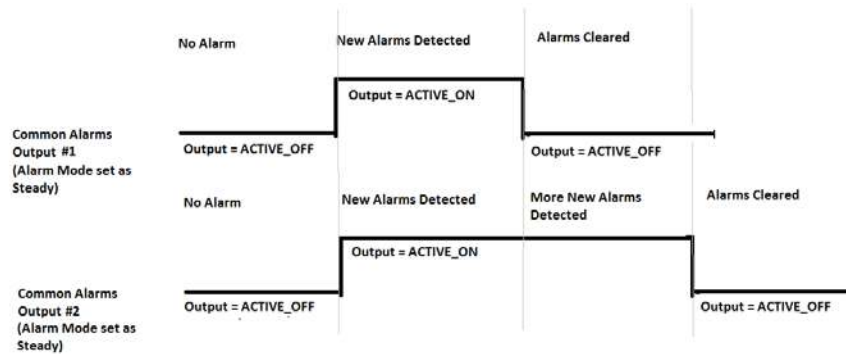 No Alarm
New Alarms Detected
Alarms Cleared
Output = ACTIVE_ON
Common Alarms
Output #1
(Alarm Mode set as
Steady)
Output = ACTIVE_OFF
Output = ACTIVE_OFF
No Alarm
New Alarms Detected
More New Alarms
Detected
Alarms Cleared
Output = ACTIVE_ON
Common Alarms
Output #2
(Alarm Mode set as
Steady)
Output = ACTIVE_OFF
Output = ACTIVE_OFF